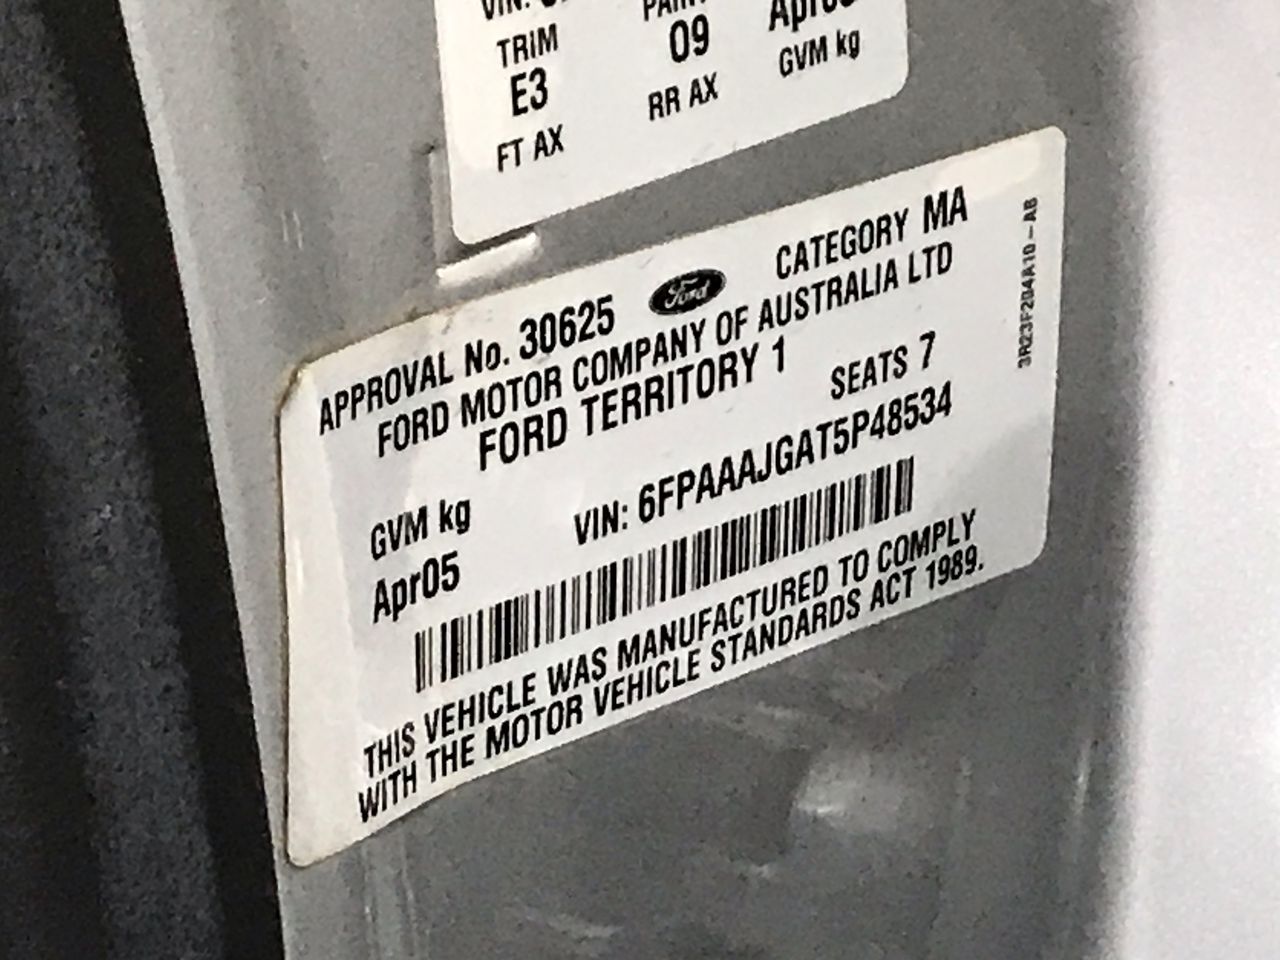 VIN:
TRIM
E3
09
GVM kg
FT AX
RR AX
APPROVAL No. 30625 Ford CATEGORY MA
FORD MOTOR COMPANY OF AUSTRALIA LTD
FORD TERRITORY 1
SEATS 7
GVM kg
VIN: 6FPAAAJGAT5P48534
Apr05
THIS VEHICLE WAS MANUFACTURED TO COMPLY
WITH THE MOTOR VEHICLE STANDARDS ACT 1989.
3R23F204A10-AB